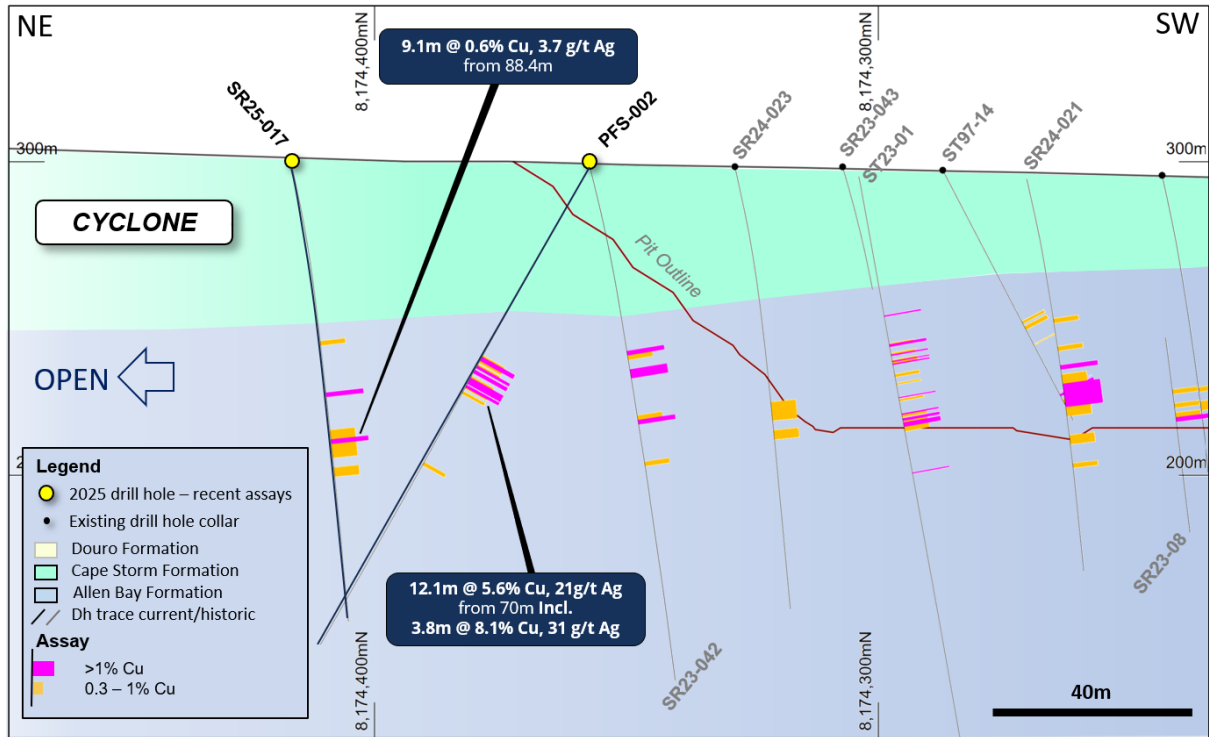 NE
SW
8,174,400mN
8,174,300mN
9.1m @ 0.6% Cu, 3.7 g/t Ag
from 88.4m
SR25-017
PFS-002
SR24-023
SR23-043
ST23-01
ST97-14
SR24-021
300m
300m
CYCLONE
Pit Outline
OPEN
200m
Legend
2025 drill hole – recent assays
Existing drill hole collar
Douro Formation
Cape Storm Formation
Allen Bay Formation
Dh trace current/historic
Assay
>1% Cu
0.3 – 1% Cu
12.1m @ 5.6% Cu, 21g/t Ag
from 70m Incl.
3.8m @ 8.1% Cu, 31 g/t Ag
SR23-042
SR23-08
8,174,400mN
8,174,300mN
40m